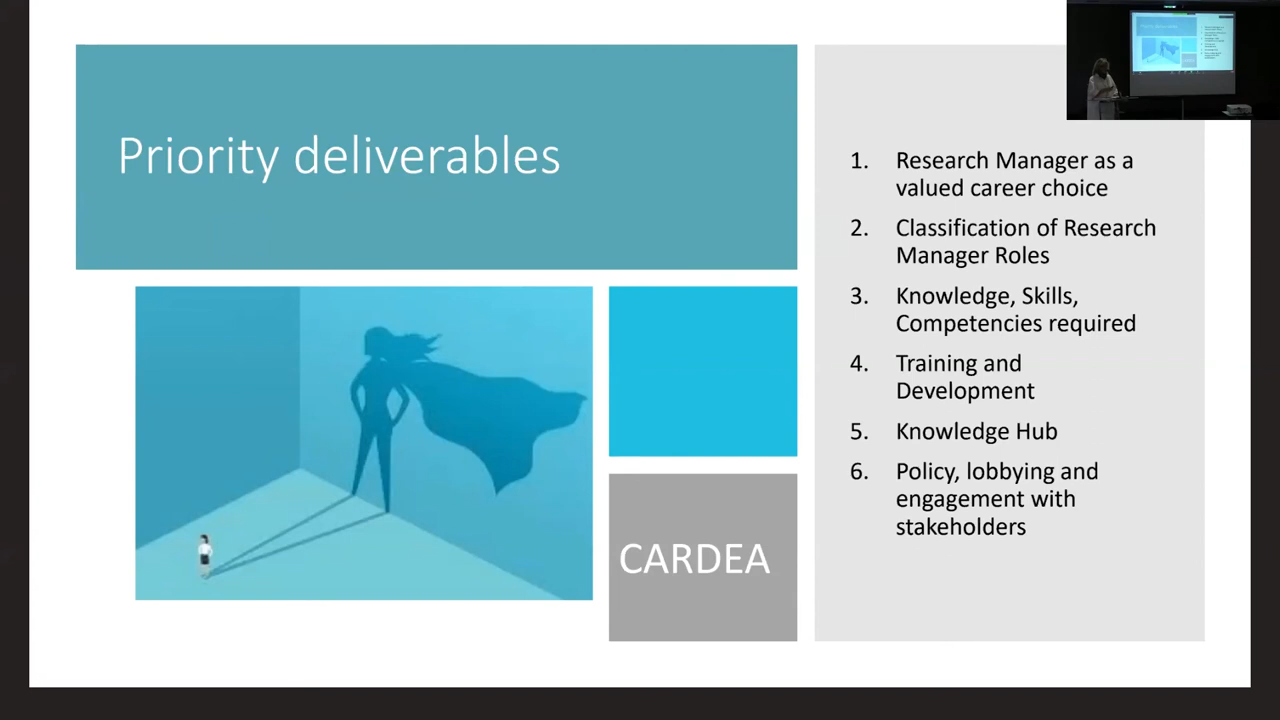 Priority deliverables
CARDEA
1. Research Manager as a
valued career choice
2. Classification of Research
Manager Roles
3. Knowledge, Skills,
Competencies required
4. Training and
Development
5. Knowledge Hub
6. Policy, lobbying and
engagement with
stakeholders